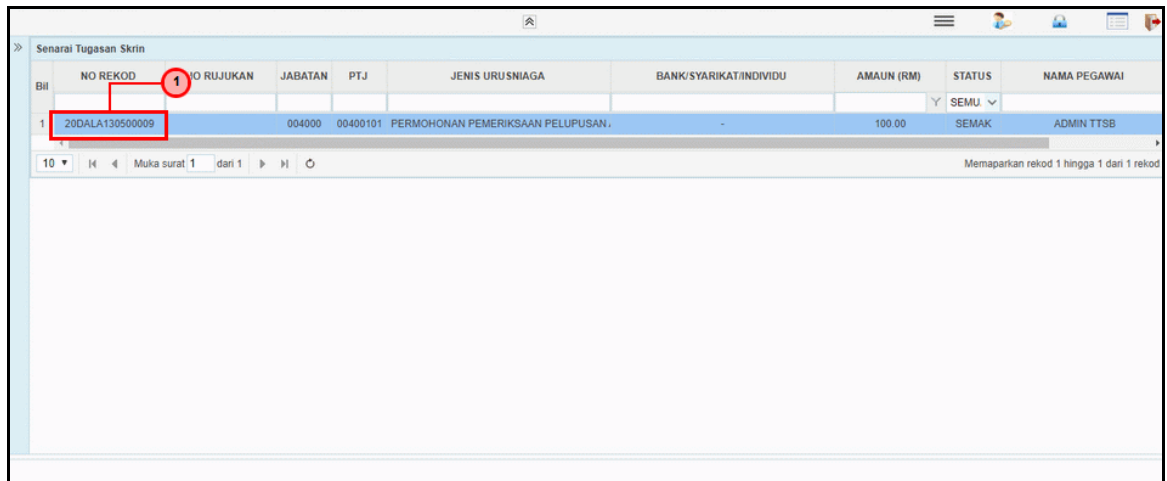 Senarai Tugasan Skrin
Bil NO REKOD NO RUJUKAN JABATAN PTJ JENIS URUSNIAGA BANK/SYARIKAT/INDIVIDU AMAUN (RM) STATUS NAMA PEGAWAI
1
SEMU.
1 20DALA130500009 004000 00400101 PERMOHONAN PEMERIKSAAN PELUPUSAN - 100.00 SEMAK ADMIN TTSB
10 Muka surat 1 dari 1 Memaparkan rekod 1 hingga 1 dari 1 rekod